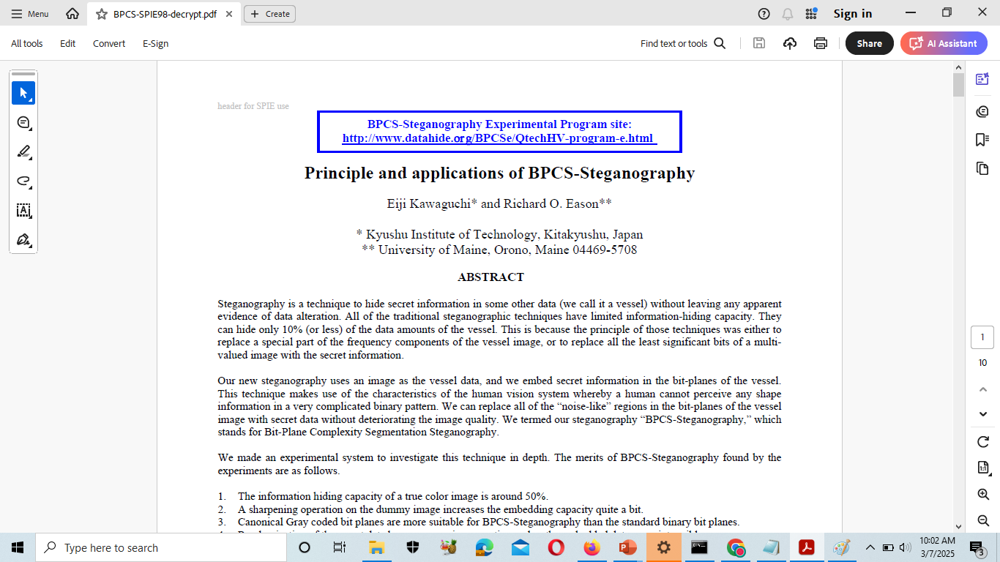 Menu
BPCS-SPIE98-decrypt.pdf
Create
Sign in
All tools
Edit
Convert
E-Sign
Find text or tools
Share
AI Assistant
header for SPIE use
BPCS-Steganography Experimental Program site:
http://www.datahide.org/BPCSe/QtechHV-program-e.html
Principle and applications of BPCS-Steganography
Eiji Kawaguchi* and Richard O. Eason**
* Kyushu Institute of Technology, Kitakyushu, Japan
** University of Maine, Orono, Maine 04469-5708
ABSTRACT
Steganography is a technique to hide secret information in some other data (we call it a vessel) without leaving any apparent
evidence of data alteration. All of the traditional steganographic techniques have limited information-hiding capacity. They
can hide only 10% (or less) of the data amounts of the vessel. This is because the principle of those techniques was either to
replace a special part of the frequency components of the vessel image, or to replace all the least significant bits of a multi-
valued image with the secret information.
Our new steganography uses an image as the vessel data, and we embed secret information in the bit-planes of the vessel.
This technique makes use of the characteristics of the human vision system whereby a human cannot perceive any shape
information in a very complicated binary pattern. We can replace all of the “noise-like” regions in the bit-planes of the vessel
image with secret data without deteriorating the image quality. We termed our steganography “BPCS-Steganography,” which
stands for Bit-Plane Complexity Segmentation Steganography.
We made an experimental system to investigate this technique in depth. The merits of BPCS-Steganography found by the
experiments are as follows.
1. The information hiding capacity of a true color image is around 50%.
2. A sharpening operation on the dummy image increases the embedding capacity quite a bit.
3. Canonical Gray coded bit planes are more suitable for BPCS-Steganography than the standard binary bit planes.
1
10
1:1
Type here to search
10:02 AM
3/7/2025
3